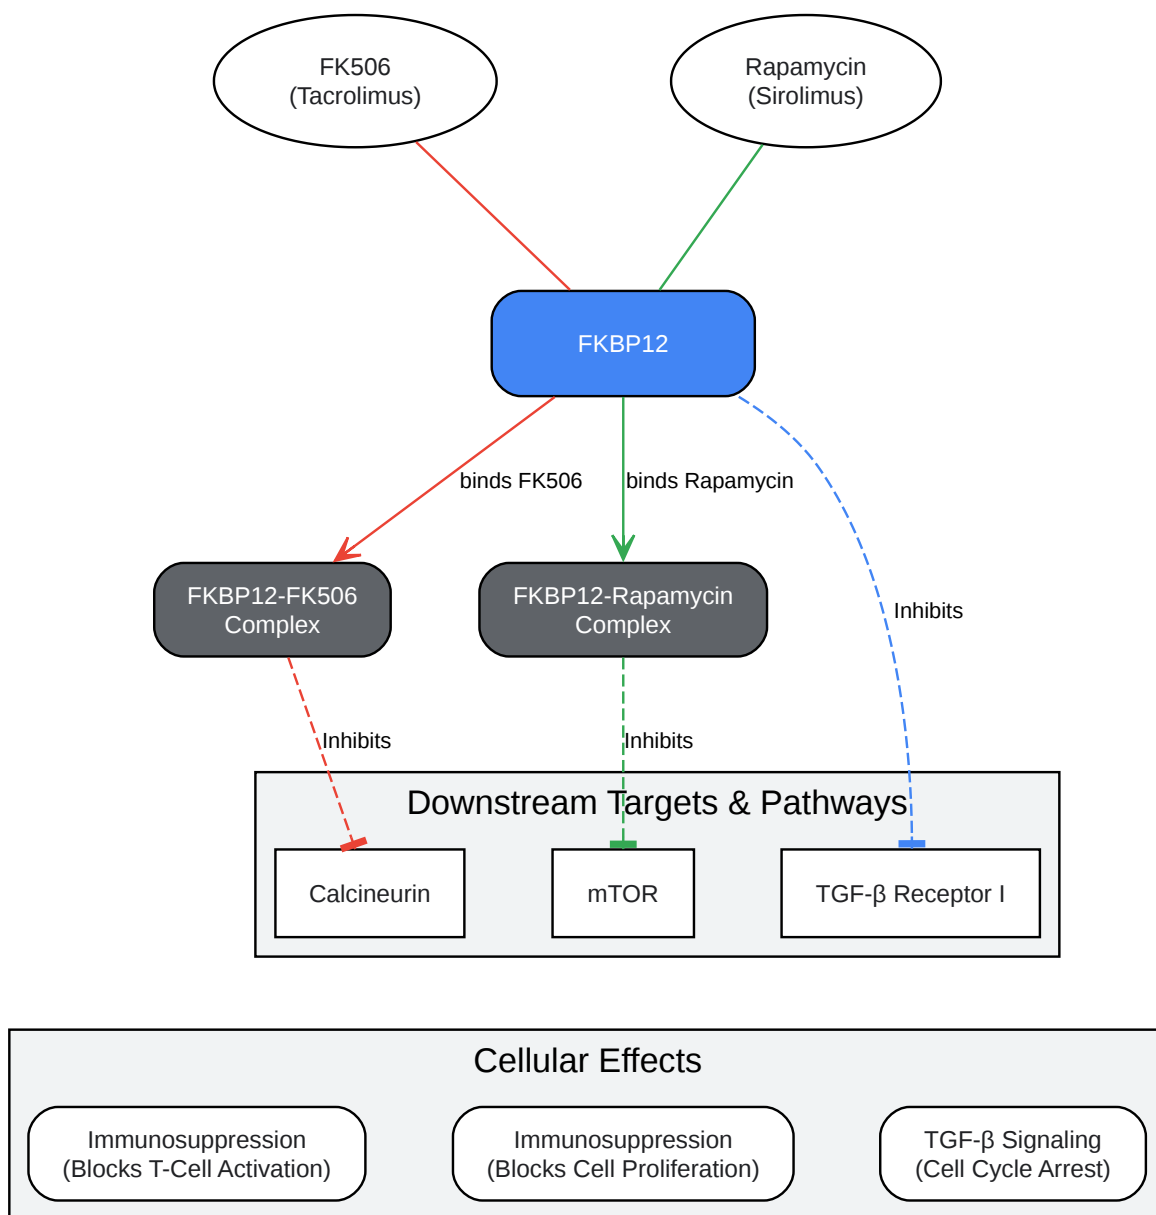 FK506
(Tacrolimus)
Rapamycin
(Sirolimus)
FKBP12
binds FK506
binds Rapamycin
FKBP12-FK506
Complex
FKBP12-Rapamycin
Complex
Inhibits
Inhibits
Inhibits
Downstream Targets & Pathways
Calcineurin
mTOR
TGF-β Receptor I
Cellular Effects
Immunosuppression
(Blocks T-Cell Activation)
Immunosuppression
(Blocks Cell Proliferation)
TGF-β Signaling
(Cell Cycle Arrest)